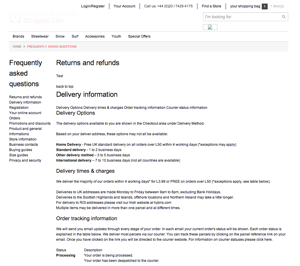 Login/Register | Your Account | Call us: +44 (0)20 | Find a Store | your shopping bag
I'm looking for
Brands Streetwear Snow Surf Accessories Youth Special Offers
HOME > FREQUENTLY ASKED QUESTIONS
Frequently
asked
questions
Returns and refunds
Delivery information
Registration
Your online account
Orders
Promotions and discounts
Product and general
informations
Store information
Business contacts
Buying guides
Size guides
Privacy and security
Returns and refunds
Test
back to top
Delivery information
Delivery Options Delivery times & charges Order tracking information Courier status information
Delivery Options
The delivery options available to you are shown in the Checkout area under Delivery Method.
Based on your delivery address, these options may not all be available:
Home Delivery - Free UK standard delivery on all orders over £50 within 2 working days (*exceptions may apply)
Standard delivery - 1 to 2 business days
Other delivery method - 3 to 5 business days
International delivery - 7 to 10 business days (not all countries are available)
Delivery times & charges
We deliver the majority of our orders within 2 working days* for £3.99 or FREE on orders over £50 (*exceptions apply, see table below).
Deliveries to UK addresses are made Monday to Friday between 9am to 6pm, excluding Bank Holidays.
Deliveries to the Scottish Highlands and Islands, offshore locations and Northern Ireland may take a little longer.
For delivery to ROI addresses please visit our Irish website at
Multiple items may be delivered in more than one parcel and at different times.
Order tracking information
We will send you email updates through every stage of your order. In each email your current order's status will be shown. Each order status is
explained in the table below. We deliver most parcels via our courier. You can track these parcels by clicking on the parcel reference link on your
email. Once you have clicked on the link you will be directed to the courier website. For information on courier statuses please click here.
Status Description
Processing Your order is being processed.
Your order has been despatched to the courier.